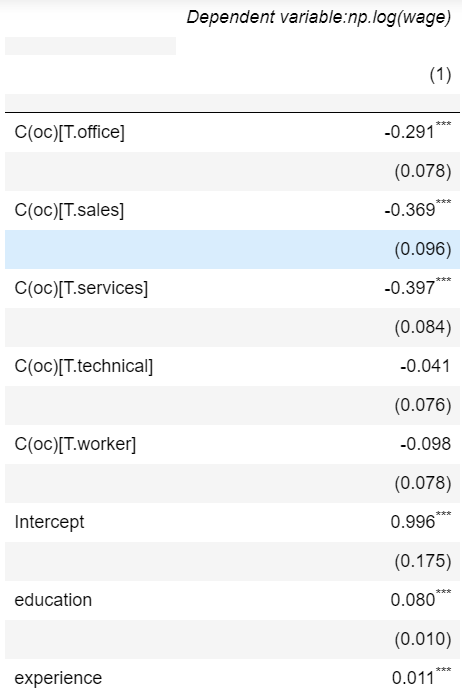 Dependent variable:np.log(wage)
(1)
C(oc)[T.office] -0.291***
(0.078)
C(oc)[T.sales] -0.369***
(0.096)
C(oc)[T.services] -0.397***
(0.084)
C(oc)[T.technical] -0.041
(0.076)
C(oc)[T.worker] -0.098
(0.078)
Intercept 0.996***
(0.175)
education 0.080***
(0.010)
experience 0.011***